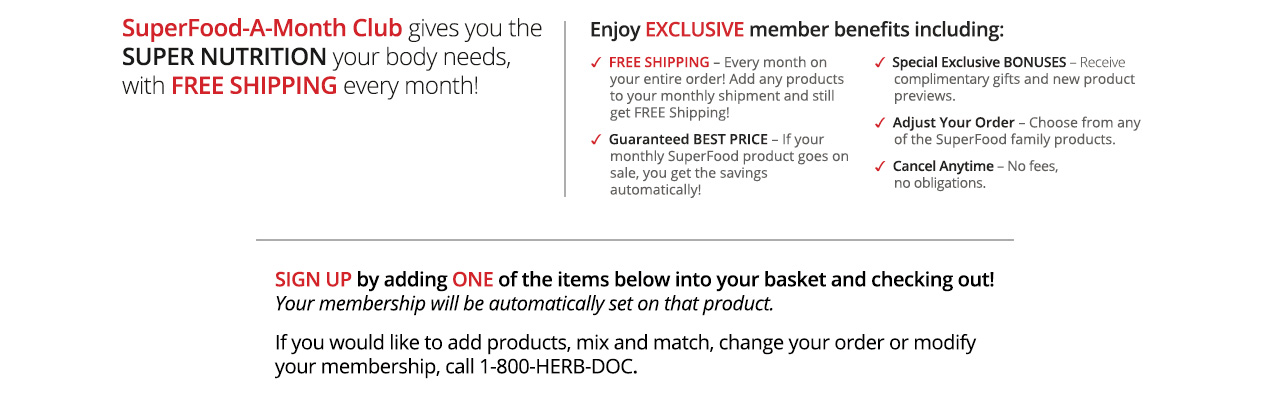 SuperFood-A-Month Club gives you the
SUPER NUTRITION your body needs,
with FREE SHIPPING every month!
Enjoy EXCLUSIVE member benefits including:
✓ FREE SHIPPING – Every month on
your entire order! Add any products
to your monthly shipment and still
get FREE Shipping!
✓ Guaranteed BEST PRICE – If your
monthly SuperFood product goes on
sale, you get the savings
automatically!
✓ Special Exclusive BONUSES – Receive
complimentary gifts and new product
previews.
✓ Adjust Your Order – Choose from any
of the SuperFood family products.
✓ Cancel Anytime – No fees,
no obligations.
SIGN UP by adding ONE of the items below into your basket and checking out!
Your membership will be automatically set on that product.
If you would like to add products, mix and match, change your order or modify
your membership, call 1-800-HERB-DOC.